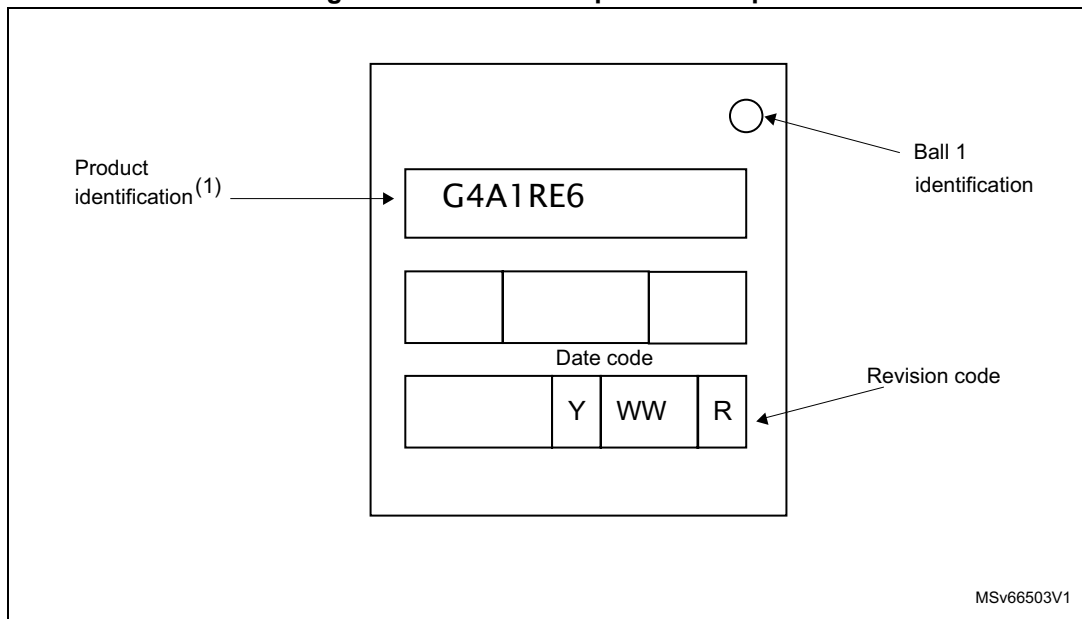 Product
identification(1)
Ball 1
identification
G4A1RE6
Date code
Revision code
Y WW R
MSv66503V1